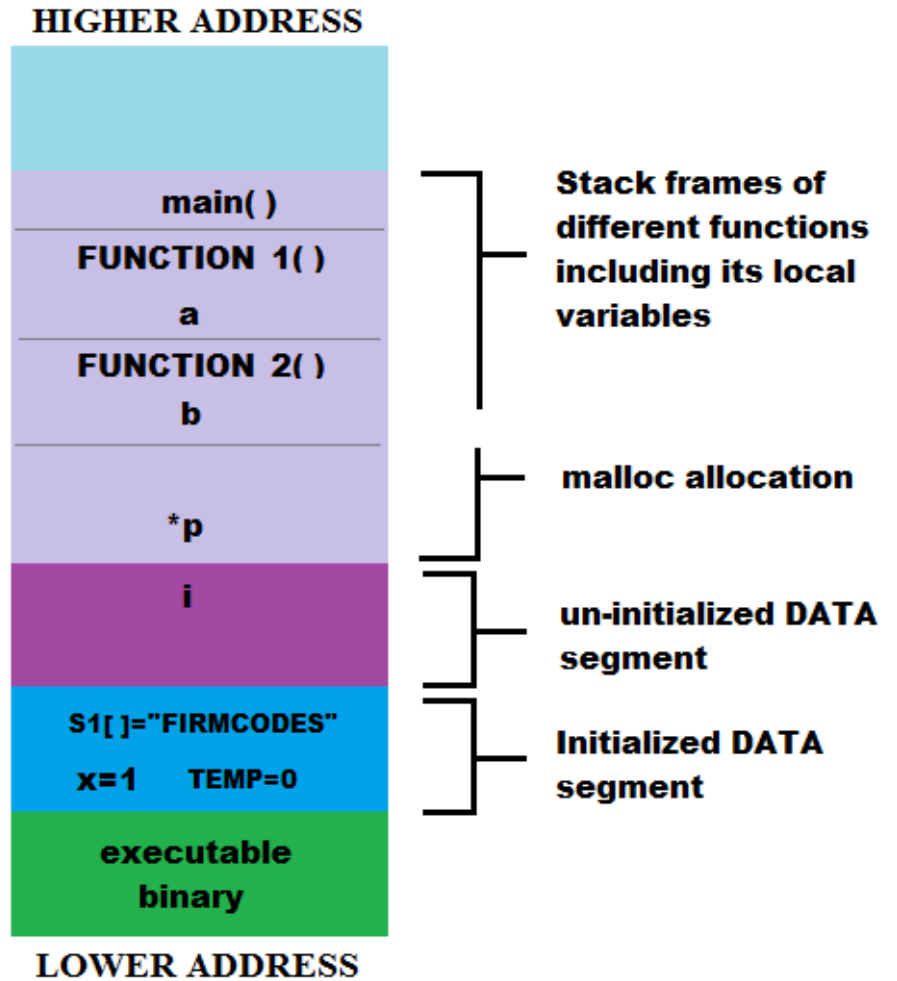 HIGHER ADDRESS
main( )
FUNCTION 1( )
a
FUNCTION 2( )
b
*p
i
S1[ ]="FIRMCODES"
x=1 TEMP=0
executable
binary
Stack frames of
different functions
including its local
variables
malloc allocation
un-initialized DATA
segment
Initialized DATA
segment
LOWER ADDRESS